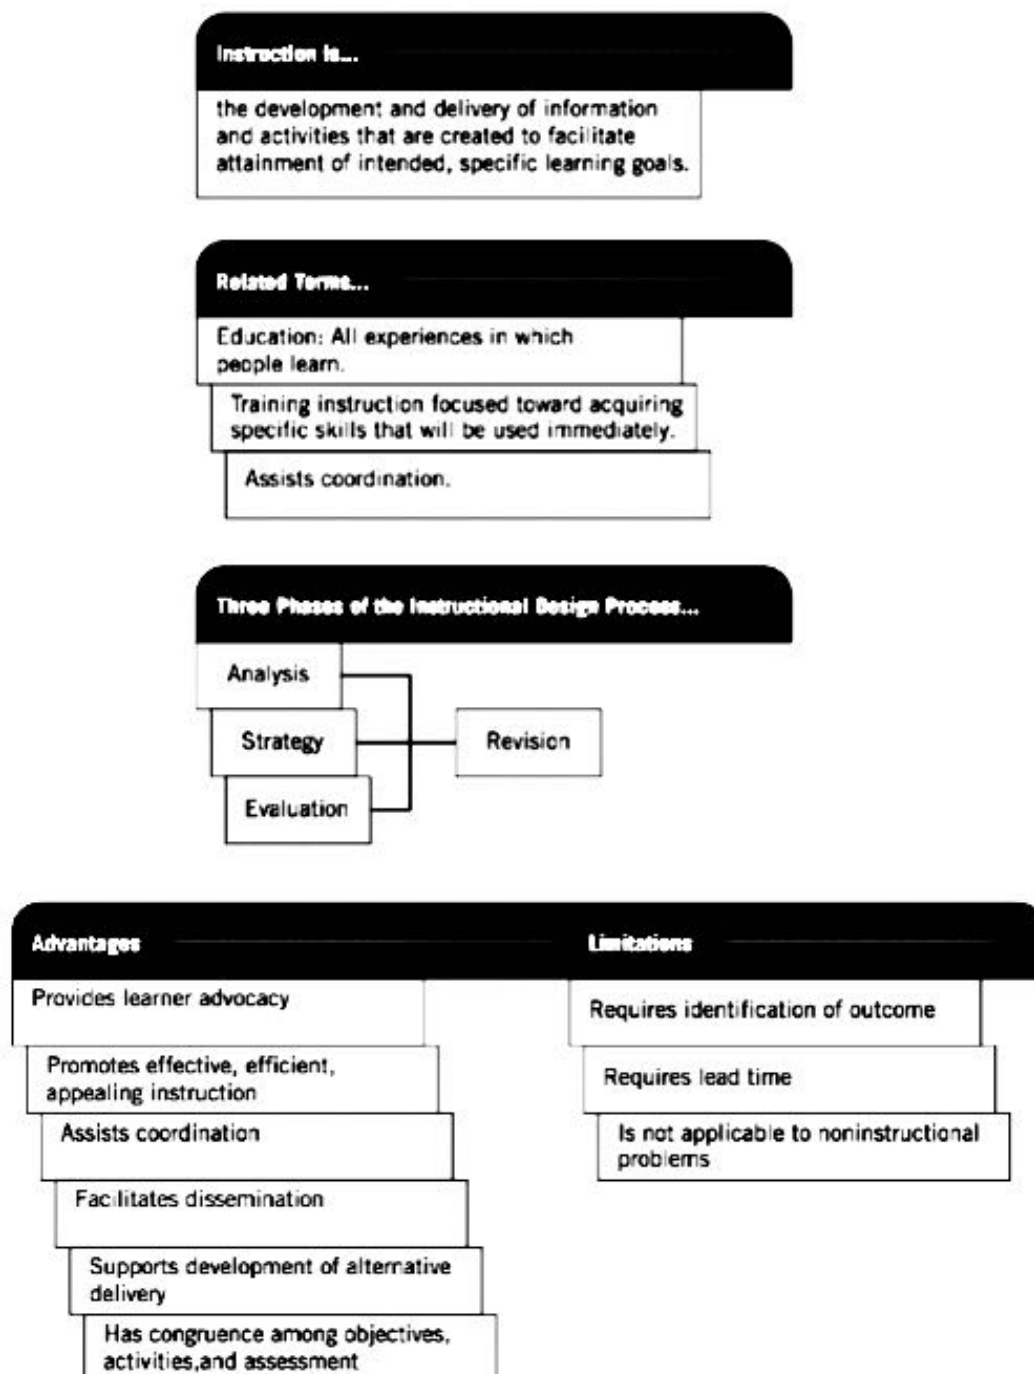 Instruction is...
the development and delivery of information
and activities that are created to facilitate
attainment of intended, specific learning goals.
Related Terms...
Education: All experiences in which
people learn.
Training instruction focused toward acquiring
specific skills that will be used immediately.
Assists coordination.
Three Phases of the Instructional Design Process...
Analysis
Strategy
Revision
Evaluation
Advantages
Limitations
Provides learner advocacy
Requires identification of outcome
Promotes effective, efficient,
appealing instruction
Requires lead time
Assists coordination
Is not applicable to noninstructional
problems
Facilitates dissemination
Supports development of alternative
delivery
Has congruence among objectives,
activities,and assessment